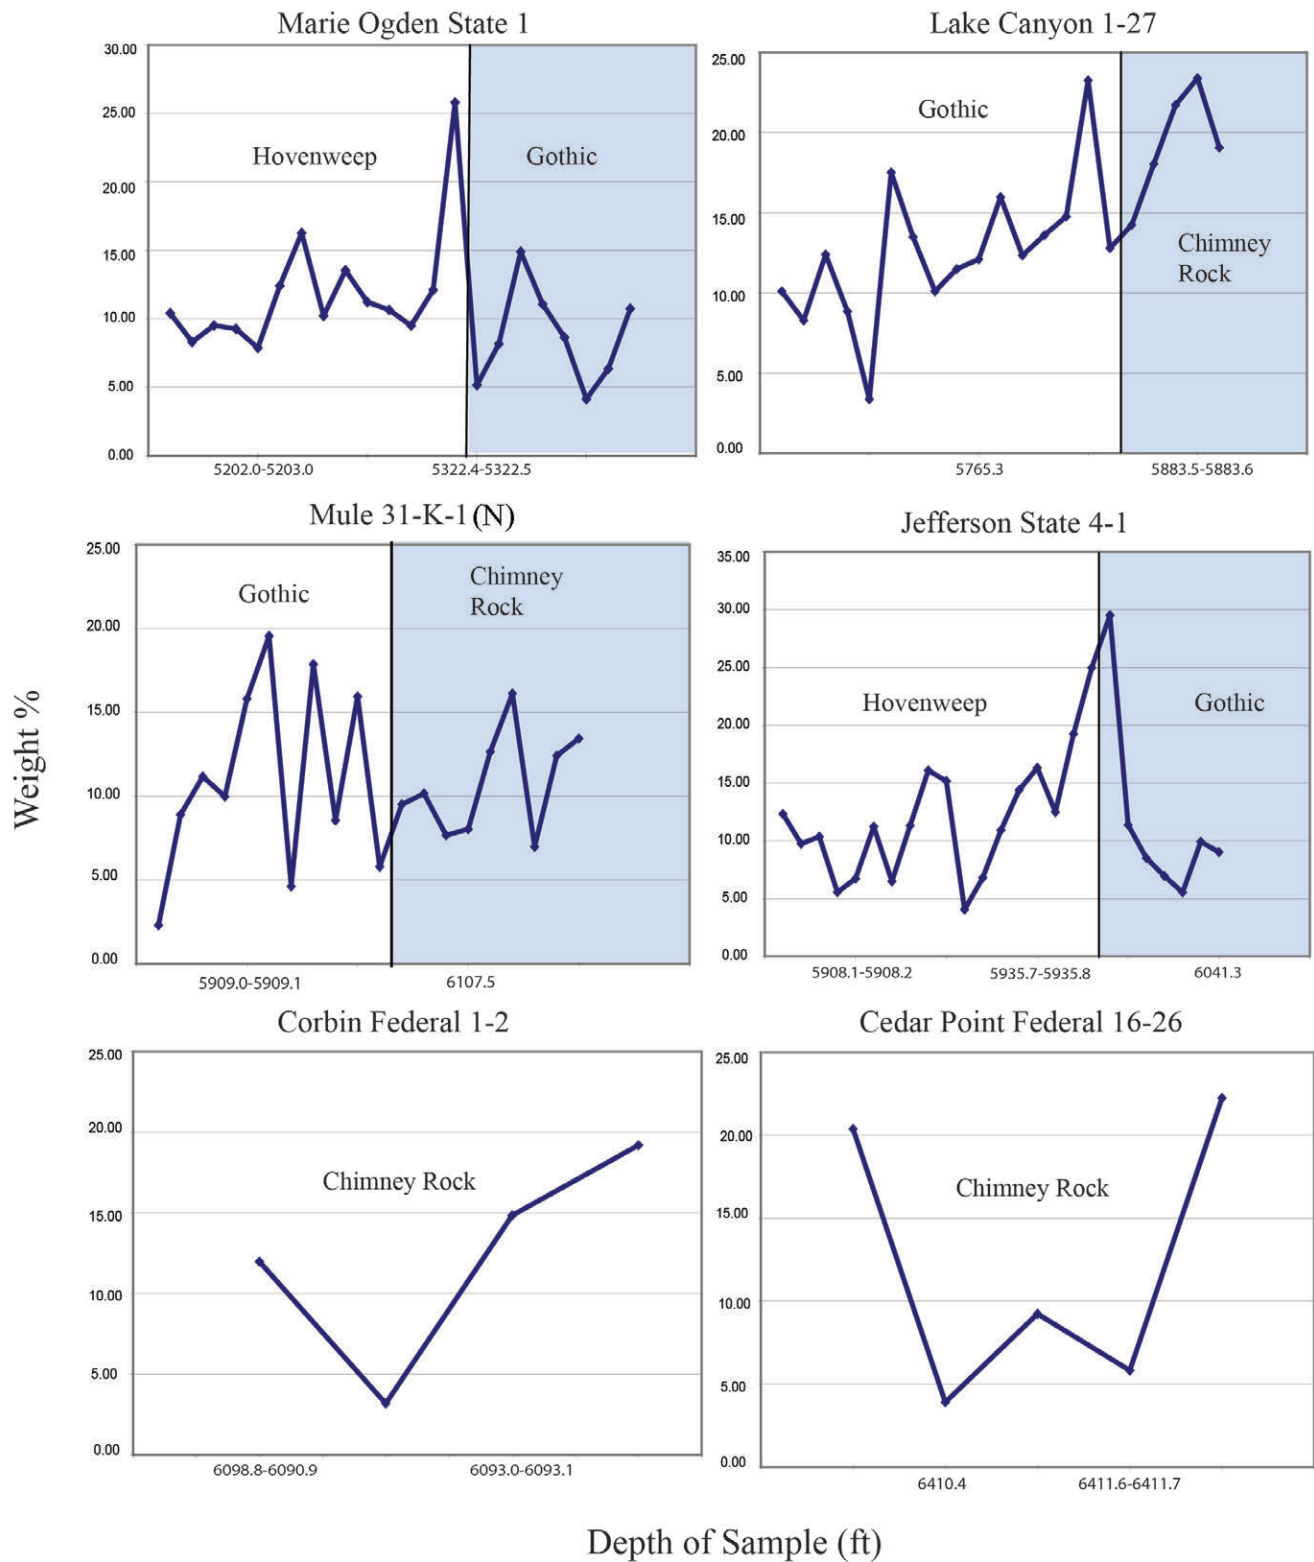 Marie Ogden State 1
30.00
25.00
20.00
15.00
10.00
5.00
0.00
Hovenweep
Gothic
5202.0-5203.0
5322.4-5322.5
Lake Canyon 1-27
25.00
20.00
15.00
10.00
5.00
0.00
Gothic
Chimney
Rock
5765.3
5883.5-5883.6
Mule 31-K-1 (N)
25.00
20.00
15.00
10.00
5.00
0.00
Gothic
Chimney
Rock
5909.0-5909.1
6107.5
Jefferson State 4-1
35.00
30.00
25.00
20.00
15.00
10.00
5.00
0.00
Hovenweep
Gothic
5908.1-5908.2
5935.7-5935.8
6041.3
Corbin Federal 1-2
25.00
20.00
15.00
10.00
5.00
0.00
Chimney Rock
6098.8-6090.9
6093.0-6093.1
Cedar Point Federal 16-26
25.00
20.00
15.00
10.00
5.00
0.00
Chimney Rock
6410.4
6411.6-6411.7
Weight %
Depth of Sample (ft)